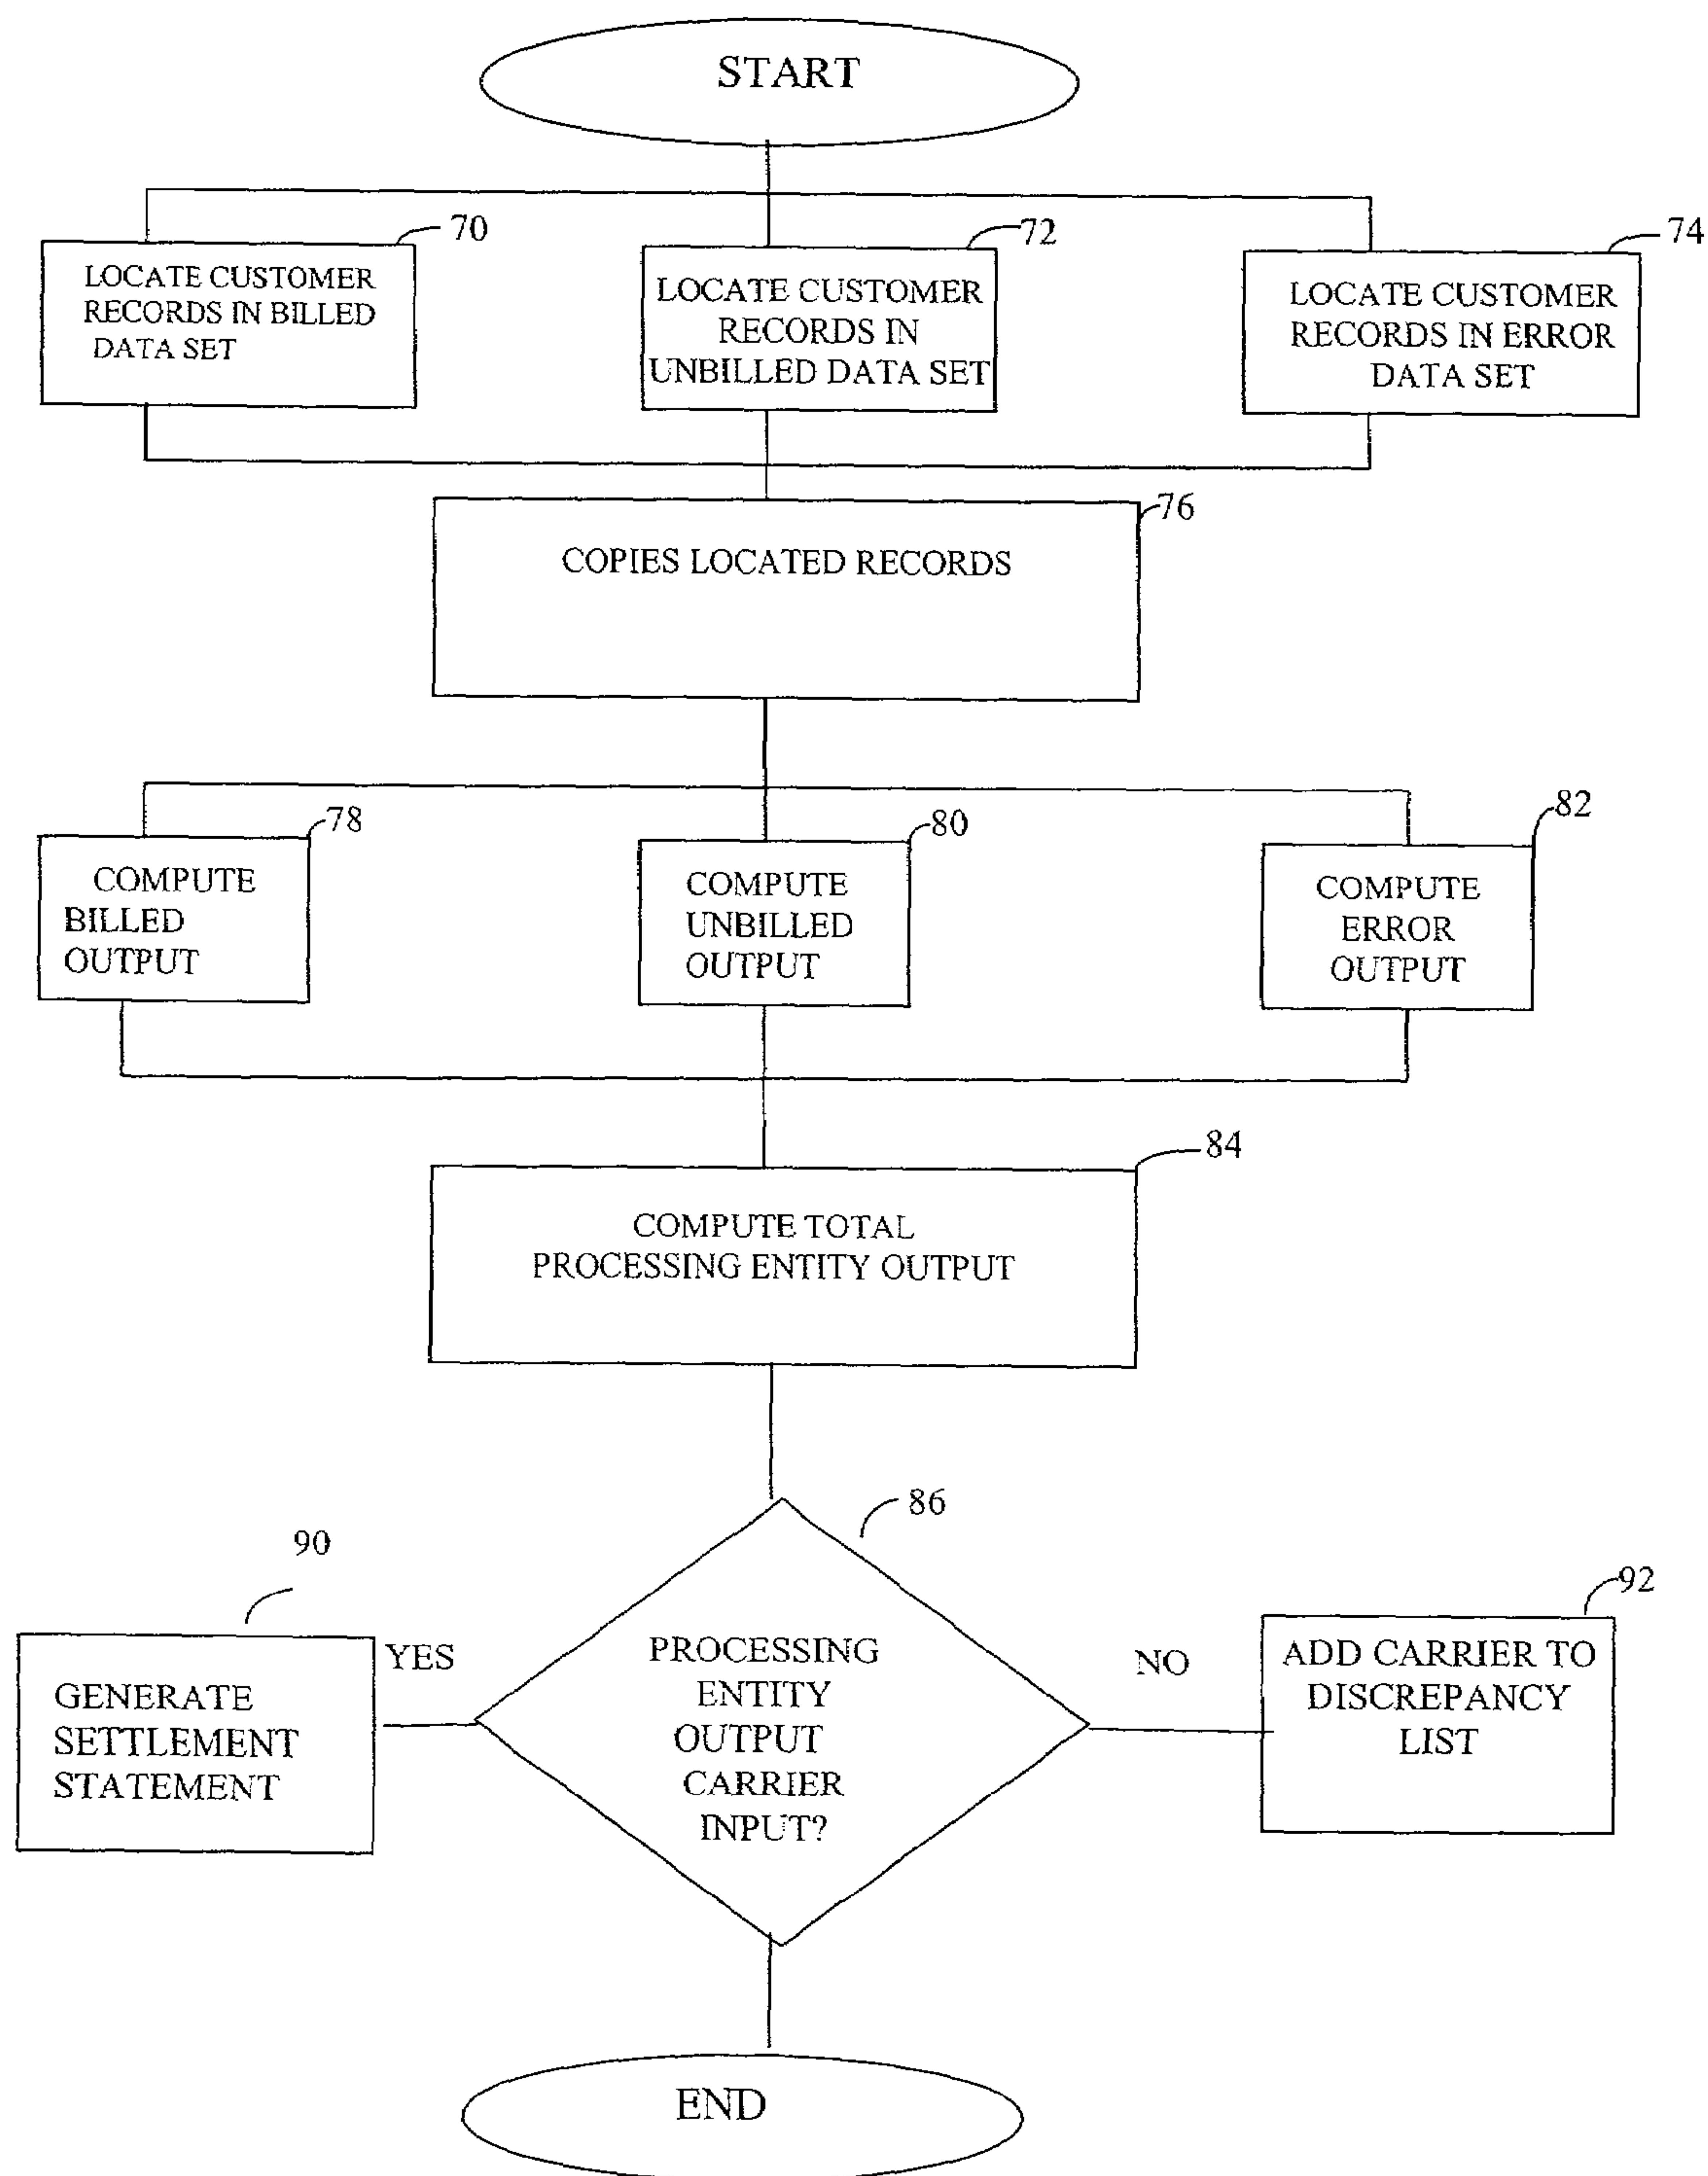 START
70
LOCATE CUSTOMER
RECORDS IN BILLED
DATA SET
72
LOCATE CUSTOMER
RECORDS IN
UNBILLED DATA SET
74
LOCATE CUSTOMER
RECORDS IN ERROR
DATA SET
76
COPIES LOCATED RECORDS
78
COMPUTE
BILLED
OUTPUT
80
COMPUTE
UNBILLED
OUTPUT
82
COMPUTE
ERROR
OUTPUT
84
COMPUTE TOTAL
PROCESSING ENTITY OUTPUT
86
PROCESSING
ENTITY
OUTPUT
CARRIER
INPUT?
90
YES
GENERATE
SETTLEMENT
STATEMENT
NO
92
ADD CARRIER TO
DISCREPANCY
LIST
END